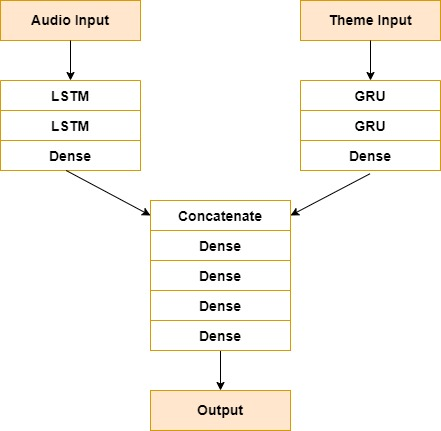 Audio Input
Theme Input
LSTM
LSTM
Dense
GRU
GRU
Dense
Concatenate
Dense
Dense
Dense
Dense
Output